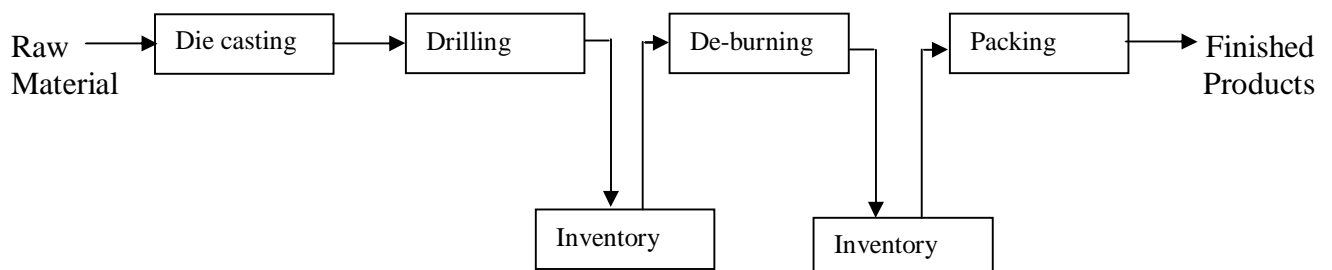 Raw
Material
Die casting
Drilling
De-burning
Packing
Finished
Products
Inventory
Inventory